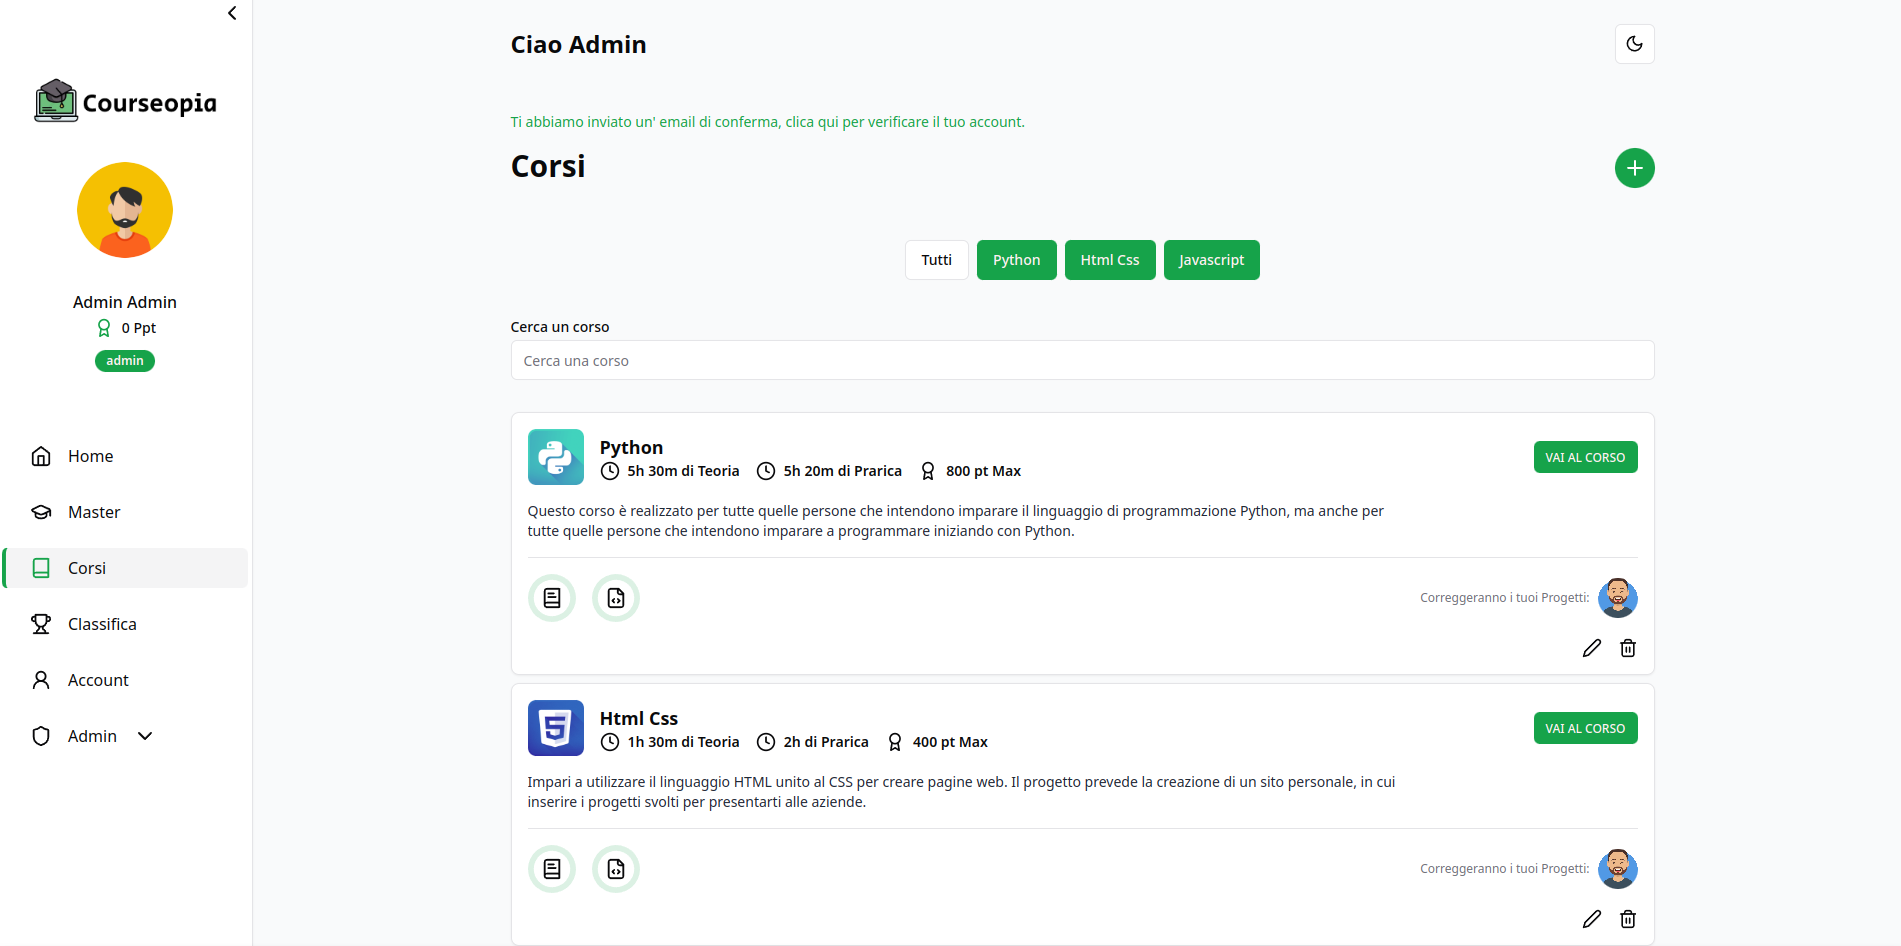 Courseopia
Admin Admin
0 Ppt
admin
Home
Master
Corsi
Classifica
Account
Admin
Ciao Admin
Ti abbiamo inviato un' email di conferma, clica qui per verificare il tuo account.
Corsi
Tutti Python Html Css Javascript
Cerca un corso
Cerca una corso
Python
5h 30m di Teoria 5h 20m di Prarica 800 pt Max
VAI AL CORSO
Questo corso è realizzato per tutte quelle persone che intendono imparare il linguaggio di programmazione Python, ma anche per
tutte quelle persone che intendono imparare a programmare iniziando con Python.
Correggeranno i tuoi Progetti:
Html Css
1h 30m di Teoria 2h di Prarica 400 pt Max
VAI AL CORSO
Impari a utilizzare il linguaggio HTML unito al CSS per creare pagine web. Il progetto prevede la creazione di un sito personale, in cui
inserire i progetti svolti per presentarti alle aziende.
Correggeranno i tuoi Progetti: